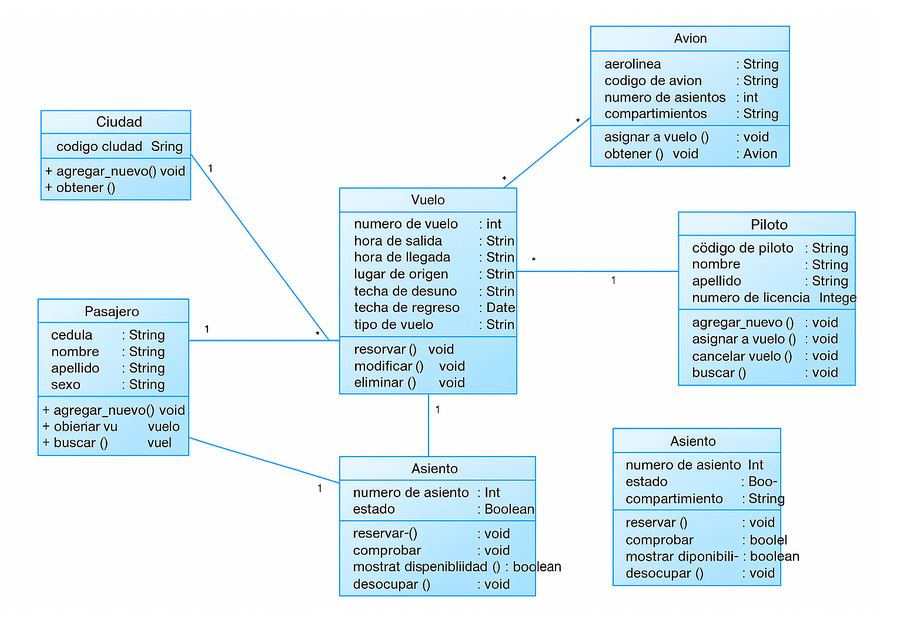 Avion
aerolinea : String
codigo de avion : String
numero de asientos : int
compartimientos : String
asignar a vuelo () : void
obtener () void : Avion
Ciudad
codigo cludad Sring
+ agregar_nuevo() void
+ obtener ()
1
*
*
Vuelo
numero de vuelo : int
hora de salida : Strin
hora de llegada : Strin
lugar de origen : Strin
techa de desuno : Strin
techa de regreso : Date
tipo de vuelo : Strin
resorvar () void
modificar () void
eliminar () void
*
1
Piloto
cödigo de piloto : String
nombre : String
apellido : String
numero de licencia Intege
agregar_nuevo () : void
asignar a vuelo () : void
cancelar vuelo () : void
buscar () : void
Pasajero
cedula : String
nombre : String
apellido : String
sexo : String
+ agregar_nuevo() void
+ obienar vu vuelo
+ buscar () vuel
1
*
1
1
Asiento
numero de asiento : Int
estado : Boolean
reservar-() : void
comprobar : void
mostrat dispenibliidad () : boolean
desocupar () : void
Asiento
numero de asiento Int
estado : Boo-
compartimiento : String
reservar () : void
comprobar : boolel
mostrar diponibili- : boolean
desocupar () : void